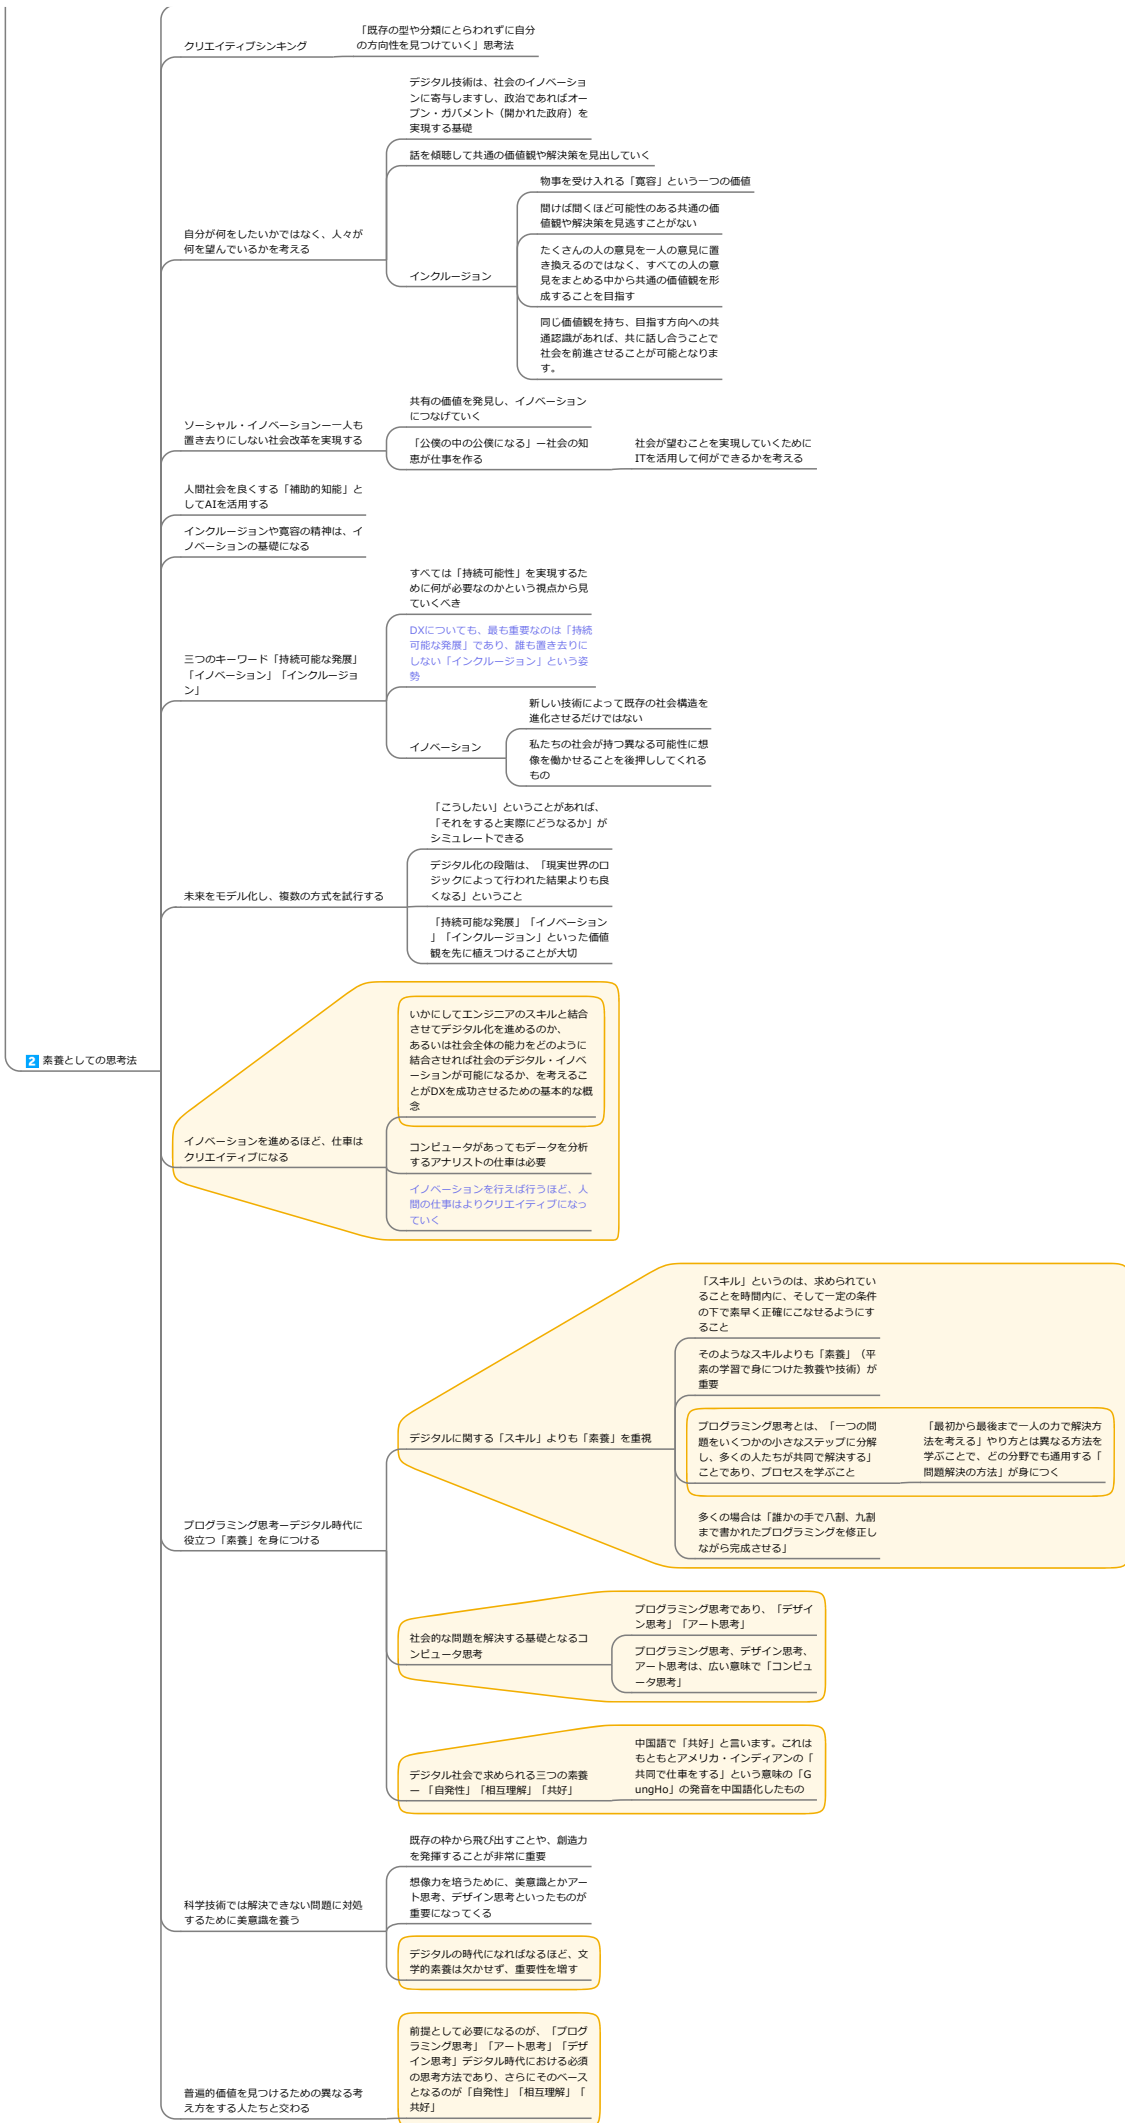 クリエイティブシンキング
「既存の型や分類にとらわれずに自分
の方向性を見つけていく」思考法
自分が何をしたいかではなく、人々が
何を望んでいるかを考える
デジタル技術は、社会のイノベーショ
ンに寄与しますし、政治であればオー
プン・ガバメント（開かれた政府）を
実現する基礎
話を傾聴して共通の価値観や解決策を見出していく
インクルージョン
物事を受け入れる「寛容」という一つの価値
聞けば聞くほど可能性のある共通の価
値観や解決策を見逃すことがない
たくさんの人の意見を一人の意見に置
き換えるのではなく、すべての人の意
見をまとめる中から共通の価値観を形
成することを目指す
同じ価値観を持ち、目指す方向への共
通認識があれば、共に話し合うことで
社会を前進させることが可能となりま
す。
ソーシャル・イノベーションー一人も
置き去りにしない社会改革を実現する
共有の価値を発見し、イノベーション
につなげていく
「公僕の中の公僕になる」ー社会の知
恵が仕事を作る
社会が望むことを実現していくために
ITを活用して何ができるかを考える
人間社会を良くする「補助的知能」と
してAIを活用する
インクルージョンや寛容の精神は、イ
ノベーションの基礎になる
三つのキーワード「持続可能な発展」
「イノベーション」「インクルージョ
ン」
すべては「持続可能性」を実現するた
めに何が必要なのかという視点から見
ていくべき
DXについても、最も重要なのは「持続
可能な発展」であり、誰も置き去りに
しない「インクルージョン」という姿
勢
イノベーション
新しい技術によって既存の社会構造を
進化させるだけではない
私たちの社会が持つ異なる可能性に想
像を働かせることを後押ししてくれる
もの
未来をモデル化し、複数の方式を試行する
「こうしたい」ということがあれば、
「それをすると実際にどうなるか」が
シミュレートできる
デジタル化の段階は、「現実世界のロ
ジックによって行われた結果よりも良
くなる」ということ
「持続可能な発展」「イノベーション
」「インクルージョン」といった価値
観を先に植えつけることが大切
2 素養としての思考法
イノベーションを進めるほど、仕車は
クリエイティブになる
いかにしてエンジニアのスキルと結合
させてデジタル化を進めるのか、
あるいは社会全体の能力をどのように
結合させれば社会のデジタル・イノベ
ーションが可能になるか、を考えるこ
とがDXを成功させるための基本的な概
念
コンピュータがあってもデータを分析
するアナリストの仕車は必要
イノベーションを行えば行うほど、人
間の仕事はよりクリエイティブになっ
ていく
プログラミング思考ーデジタル時代に
役立つ「素養」を身につける
デジタルに関する「スキル」よりも「素養」を重視
「スキル」というのは、求められてい
ることを時間内に、そして一定の条件
の下で素早く正確にこなせるようにす
ること
そのようなスキルよりも「素養」（平
素の学習で身につけた教養や技術）が
重要
プログラミング思考とは、「一つの問
題をいくつかの小さなステップに分解
し、多くの人たちが共同で解決する」
ことであり、プロセスを学ぶこと
「最初から最後まで一人の力で解決方
法を考える」やり方とは異なる方法を
学ぶことで、どの分野でも通用する「
問題解決の方法」が身につく
多くの場合は「誰かの手で八割、九割
まで書かれたプログラミングを修正し
ながら完成させる」
社会的な問題を解決する基礎となるコ
ンピュータ思考
プログラミング思考であり、「デザイ
ン思考」「アート思考」
プログラミング思考、デザイン思考、
アート思考は、広い意味で「コンピュ
ータ思考」
デジタル社会で求められる三つの素養
ー 「自発性」「相互理解」「共好」
中国語で「共好」と言います。これは
もともとアメリカ・インディアンの「
共同で仕事をする」という意味の「G
ungHo」の発音を中国語化したもの
科学技術では解決できない問題に対処
するために美意識を養う
既存の枠から飛び出すことや、創造力
を発揮することが非常に重要
想像力を培うために、美意識とかアー
ト思考、デザイン思考といったものが
重要になってくる
デジタルの時代になればなるほど、文
学的素養は欠かせず、重要性を増す
普遍的価値を見つけるための異なる考
え方をする人たちと交わる
前提として必要になるのが、「プログ
ラミング思考」「アート思考」「デザ
イン思考」デジタル時代における必須
の思考方法であり、さらにそのベース
となるのが「自発性」「相互理解」「
共好」